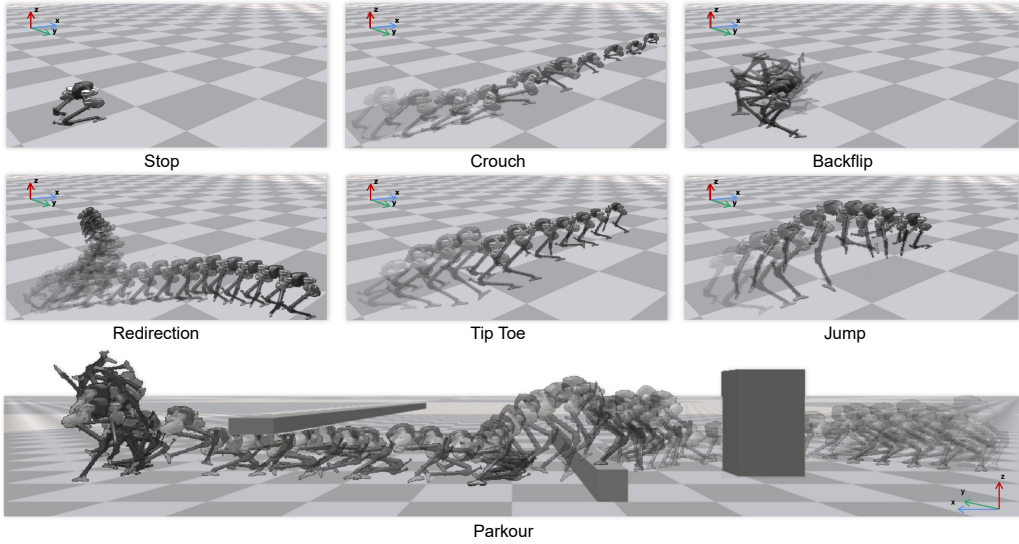 z
x
y
z
x
y
z
x
y
Stop
Crouch
Backflip
z
x
y
z
x
y
z
x
y
Redirection
Tip Toe
Jump
z
y
x
Parkour